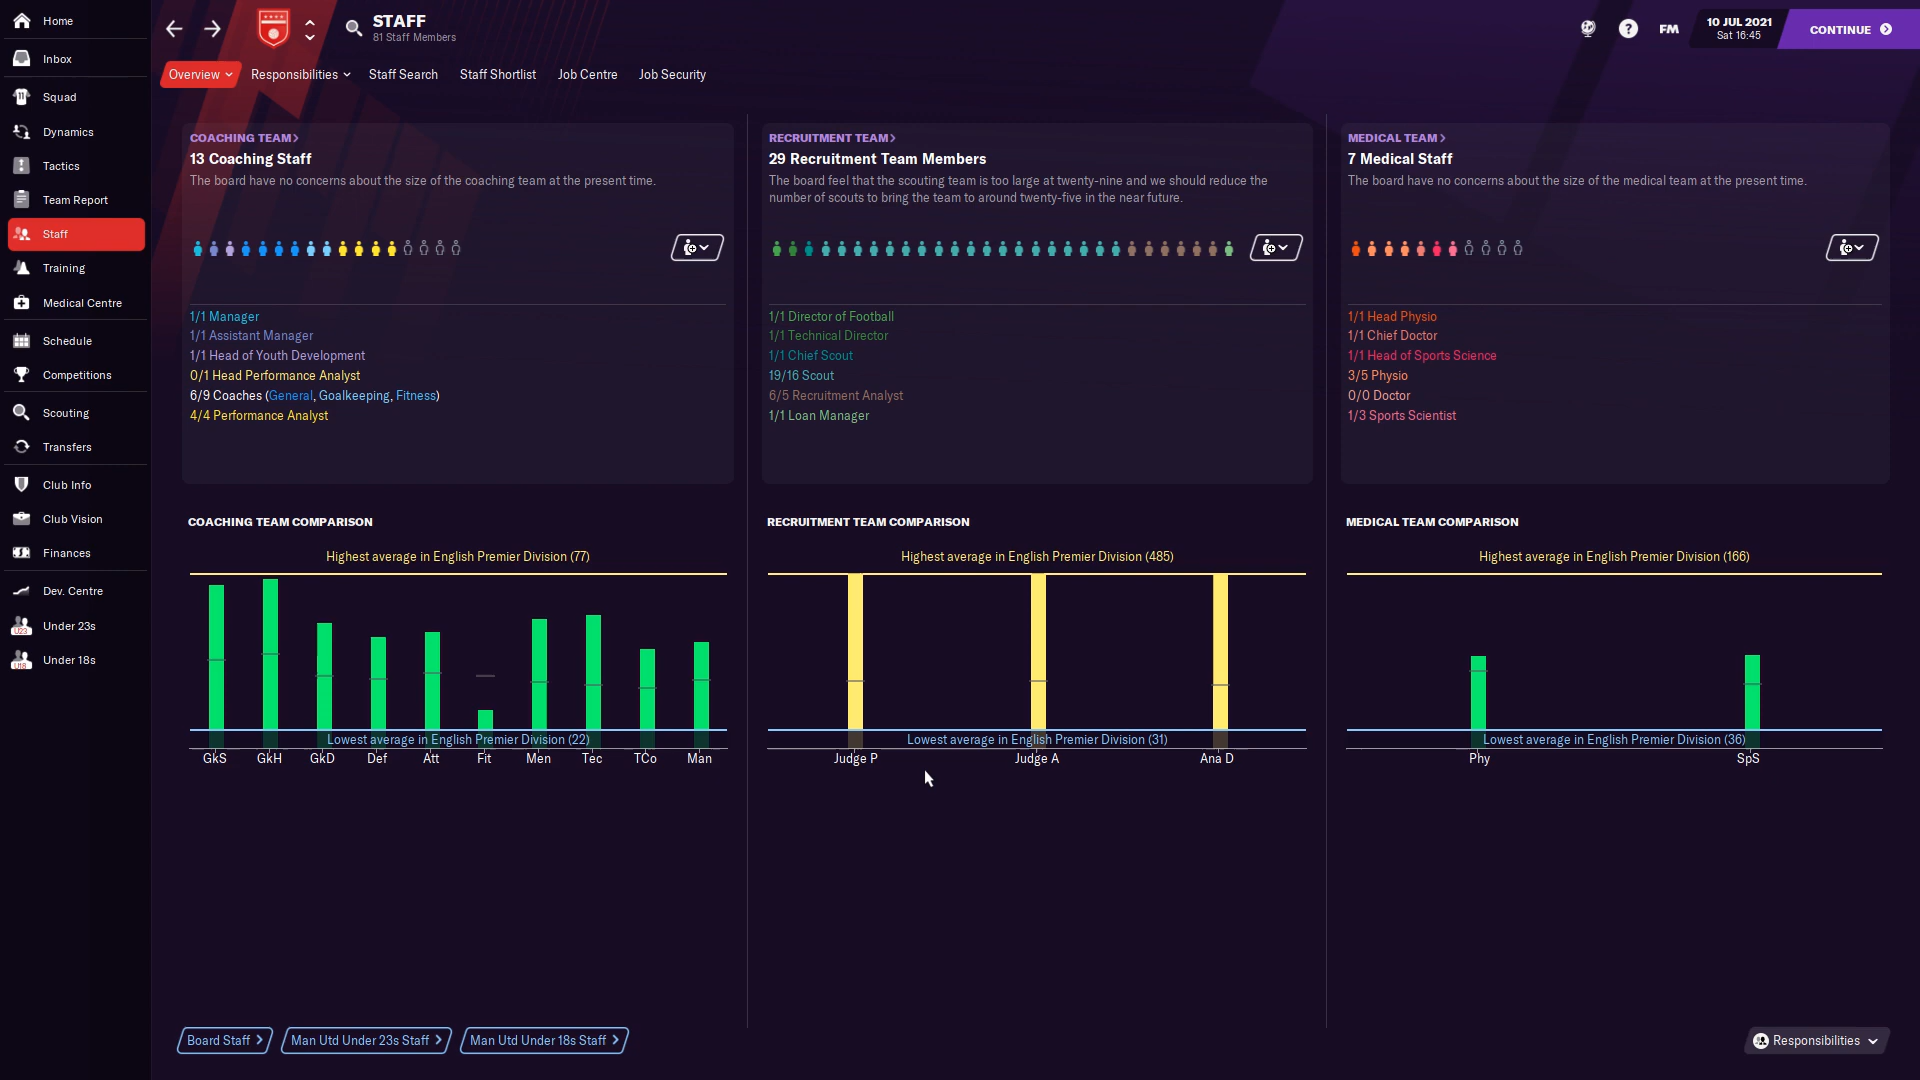 Home
Inbox
Squad
Dynamics
Tactics
Team Report
Staff
Training
Medical Centre
Schedule
Competitions
Scouting
Transfers
Club Info
Club Vision
Finances
Dev. Centre
U23 Under 23s
U18 Under 18s
STAFF
81 Staff Members
FM
10 JUL 2021
Sat 16:45
CONTINUE
Overview Responsibilities Staff Search Staff Shortlist Job Centre Job Security
COACHING TEAM
13 Coaching Staff
The board have no concerns about the size of the coaching team at the present time.
1/1 Manager
1/1 Assistant Manager
1/1 Head of Youth Development
0/1 Head Performance Analyst
6/9 Coaches (General, Goalkeeping, Fitness)
4/4 Performance Analyst
RECRUITMENT TEAM
29 Recruitment Team Members
The board feel that the scouting team is too large at twenty-nine and we should reduce the
number of scouts to bring the team to around twenty-five in the near future.
1/1 Director of Football
1/1 Technical Director
1/1 Chief Scout
19/16 Scout
6/5 Recruitment Analyst
1/1 Loan Manager
MEDICAL TEAM
7 Medical Staff
The board have no concerns about the size of the medical team at the present time.
1/1 Head Physio
1/1 Chief Doctor
1/1 Head of Sports Science
3/5 Physio
0/0 Doctor
1/3 Sports Scientist
COACHING TEAM COMPARISON
Highest average in English Premier Division (77)
Lowest average in English Premier Division (22)
GkS GkH GkD Def Att Fit Men Tec TCo Man
RECRUITMENT TEAM COMPARISON
Highest average in English Premier Division (485)
Lowest average in English Premier Division (31)
Judge P Judge A Ana D
MEDICAL TEAM COMPARISON
Highest average in English Premier Division (166)
Lowest average in English Premier Division (36)
Phy SpS
Board Staff Man Utd Under 23s Staff Man Utd Under 18s Staff
Responsibilities